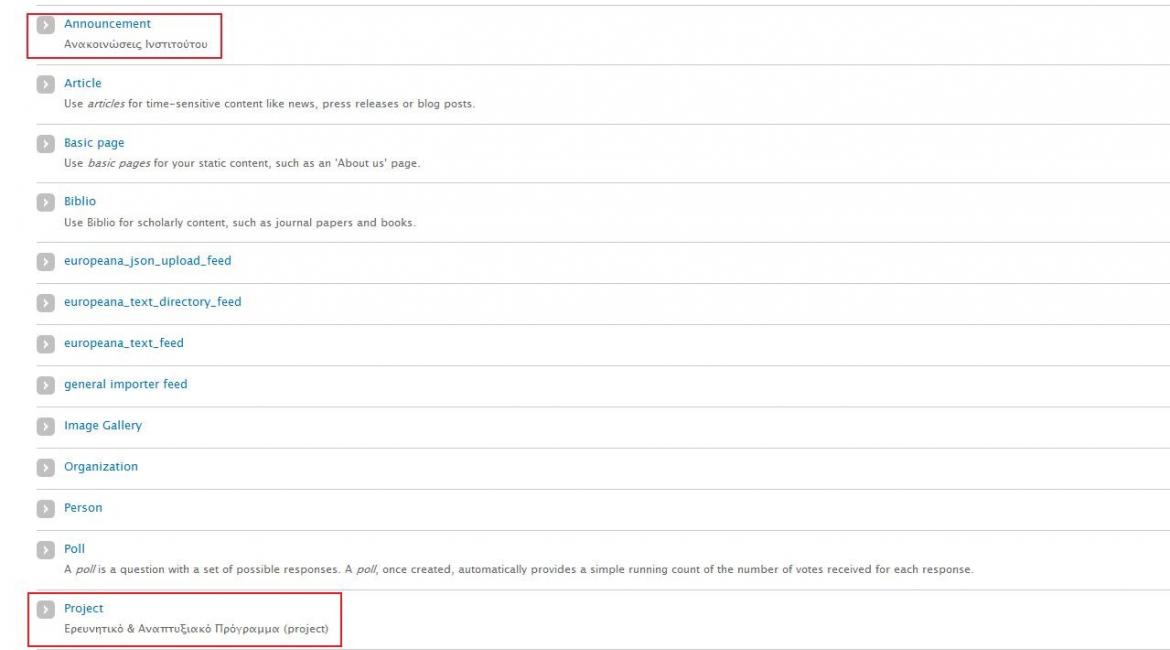 Announcement
Ανακοινώσεις Ινστιτούτου
Article
Use articles for time-sensitive content like news, press releases or blog posts.
Basic page
Use basic pages for your static content, such as an 'About us' page.
Biblio
Use Biblio for scholarly content, such as journal papers and books.
europeana_json_upload_feed
europeana_text_directory_feed
europeana_text_feed
general importer feed
Image Gallery
Organization
Person
Poll
A poll is a question with a set of possible responses. A poll, once created, automatically provides a simple running count of the number of votes received for each response.
Project
Ερευνητικό & Αναπτυξιακό Πρόγραμμα (project)